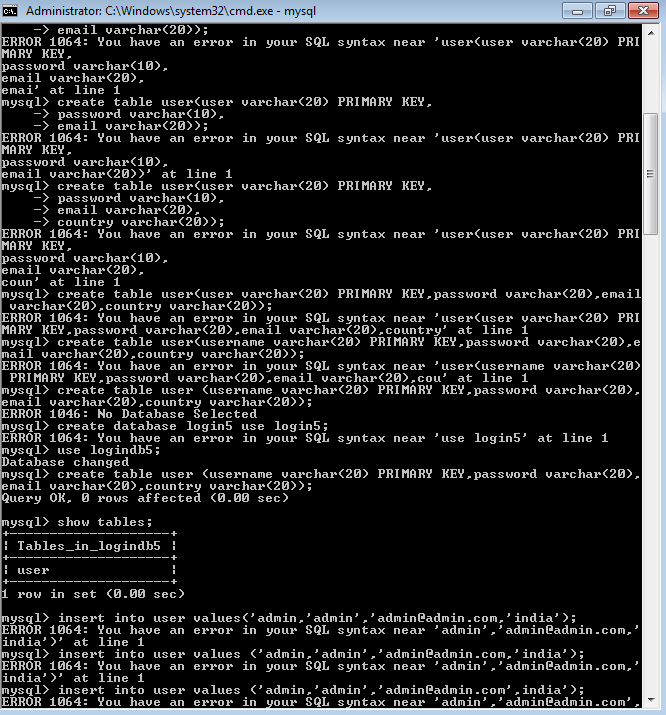 Administrator: C:\Windows\system32\cmd.exe - mysql
-> email varchar(20));
ERROR 1064: You have an error in your SQL syntax near 'user(user varchar(20) PRI
MARY KEY,
password varchar(10),
email varchar(20),
emai' at line 1
mysql> create table user(user varchar(20) PRIMARY KEY,
-> password varchar(10),
-> email varchar(20));
ERROR 1064: You have an error in your SQL syntax near 'user(user varchar(20) PRI
MARY KEY,
password varchar(10),
email varchar(20))' at line 1
mysql> create table user(user varchar(20) PRIMARY KEY,
-> password varchar(10),
-> email varchar(20),
-> country varchar(20));
ERROR 1064: You have an error in your SQL syntax near 'user(user varchar(20) PRI
MARY KEY,
password varchar(10),
email varchar(20),
coun' at line 1
mysql> create table user(user varchar(20) PRIMARY KEY,password varchar(20),email
varchar(20),country varchar(20));
ERROR 1064: You have an error in your SQL syntax near 'user(user varchar(20) PRI
MARY KEY,password varchar(20),email varchar(20),country' at line 1
mysql> create table user(username varchar(20) PRIMARY KEY,password varchar(20),e
mail varchar(20),country varchar(20));
ERROR 1064: You have an error in your SQL syntax near 'user(username varchar(20)
PRIMARY KEY,password varchar(20),email varchar(20),cou' at line 1
mysql> create table user (username varchar(20) PRIMARY KEY,password varchar(20),
email varchar(20),country varchar(20));
ERROR 1046: No Database Selected
mysql> create database login5 use login5;
ERROR 1064: You have an error in your SQL syntax near 'use login5' at line 1
mysql> use logindb5;
Database changed
mysql> create table user (username varchar(20) PRIMARY KEY,password varchar(20),
email varchar(20),country varchar(20));
Query OK, 0 rows affected (0.00 sec)
mysql> show tables;
+--------------------+
¦ Tables_in_logindb5 ¦
+--------------------+
¦ user ¦
+--------------------+
1 row in set (0.00 sec)
mysql> insert into user values('admin,'admin','admin@admin.com,'india');
ERROR 1064: You have an error in your SQL syntax near 'admin','admin@admin.com,'
india')' at line 1
mysql> insert into user values ('admin,'admin','admin@admin.com,'india');
ERROR 1064: You have an error in your SQL syntax near 'admin','admin@admin.com,'
india')' at line 1
mysql> insert into user values ('admin,'admin','admin@admin.com',india');
ERROR 1064: You have an error in your SQL syntax near 'admin','admin@admin.com',